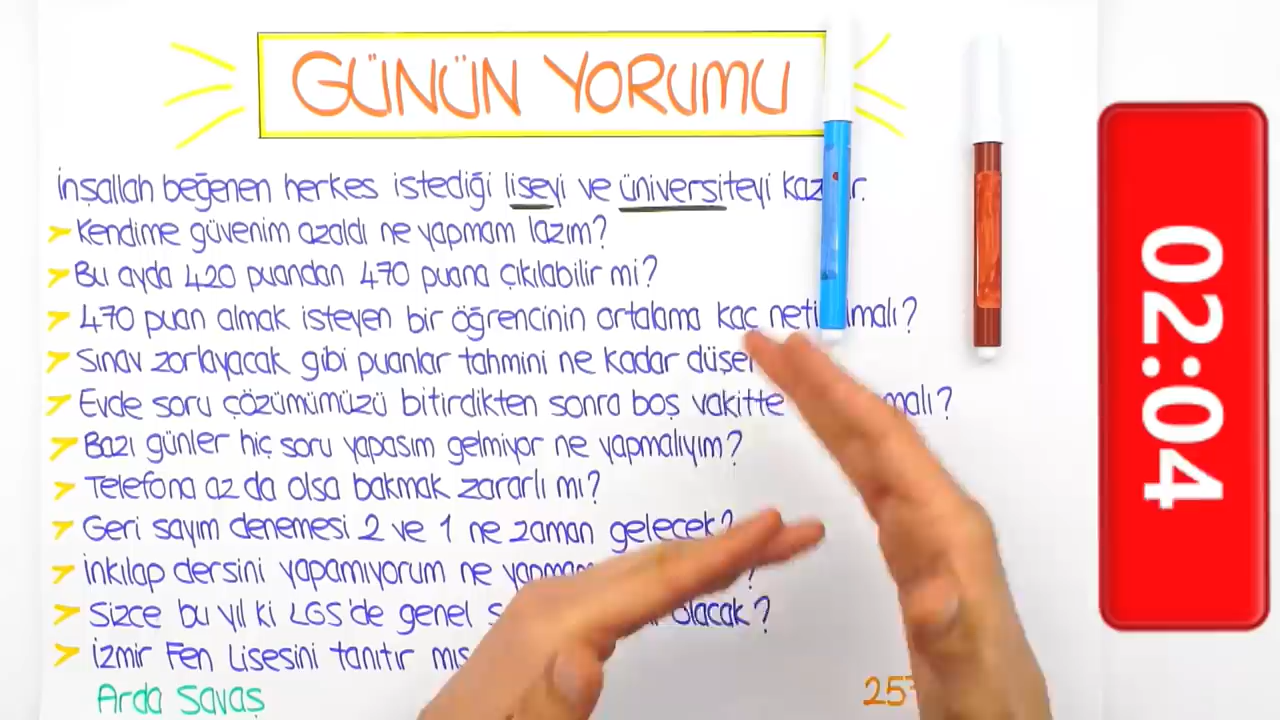 GÜNÜN YORUMU
İnşallah beğenen herkes istediği liseyi ve üniversiteyi
➤ Kendime güvenim azaldı ne yapmam lazım?
➤ Bu ayda 420 puandan 470 puana çıkılabilir mi?
➤ 470 puan almak isteyen bir öğrencinin ortalama kaç neti
➤ Sınav zorlayacak gibi puanlar tahmini ne kadar
➤ Evde soru çözümümüzü bitirdikten sonra boş vakitte
➤ Bazı günler hiç soru yapasım gelmiyor ne yapmalıyım?
➤ Telefona az da olsa bakmak zararlı mı?
➤ Geri sayım denemesi 2 ve 1 ne zaman gelecek?
➤ İnkılap dersini yapamıyorum ne
➤ Sizce bu yıl ki LGS'de genel olacak?
➤ İzmir Fen Lisesini tanıtır
Arda Savaş
02:04